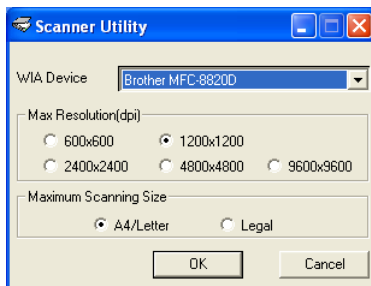 Scanner Utility
WIA Device Brother MFC-8820D
Max Resolution(dpi)
600x600 1200x1200
2400x2400 4800x4800 9600x9600
Maximum Scanning Size
A4/Letter Legal
OK Cancel